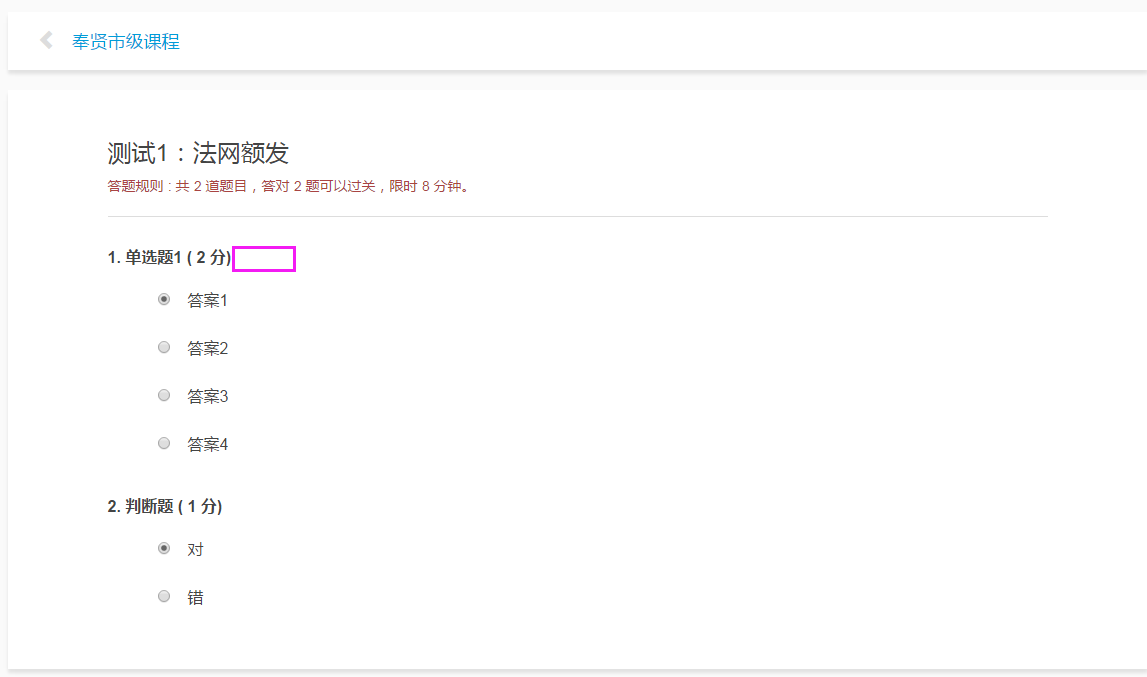 奉贤市级课程
测试1：法网额发
答题规则 : 共 2 道题目，答对 2 题可以过关，限时 8 分钟。
1. 单选题1 ( 2 分)
答案1
答案2
答案3
答案4
2. 判断题 ( 1 分)
对
错